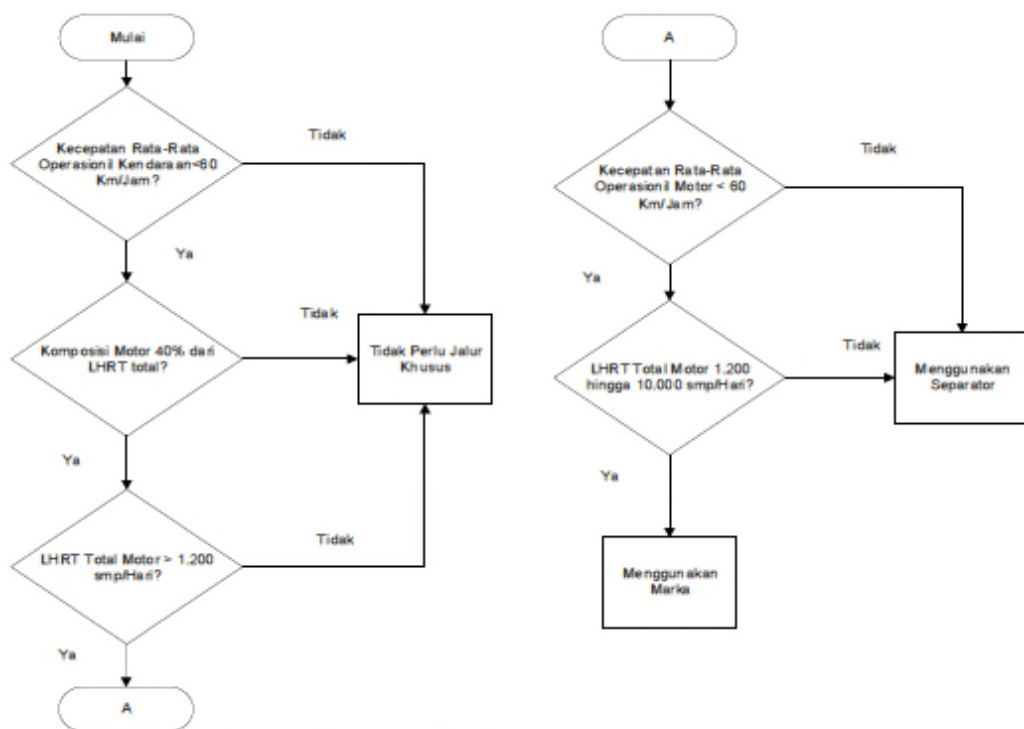 Mulai
Kecepatan Rata-Rata
Operasionil Kendaraan<60
Km/Jam?
Tidak
Ya
Komposisi Motor 40% dari
LHRT total?
Tidak
Tidak Perlu Jalur
Khusus
Ya
LHRT Total Motor > 1.200
smp/Hari?
Tidak
Ya
A
A
Kecepatan Rata-Rata
Operasionil Motor < 60
Km/Jam?
Tidak
Ya
LHRT Total Motor 1.200
hingga 10.000 smp/Hari?
Tidak
Menggunakan
Separator
Ya
Menggunakan
Marka